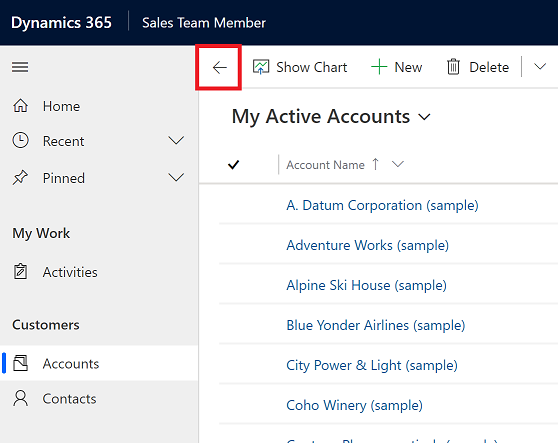 Dynamics 365 Sales Team Member
Show Chart New Delete
Home
Recent
Pinned
My Work
Activities
Customers
Accounts
Contacts
My Active Accounts
Account Name
A. Datum Corporation (sample)
Adventure Works (sample)
Alpine Ski House (sample)
Blue Yonder Airlines (sample)
City Power & Light (sample)
Coho Winery (sample)